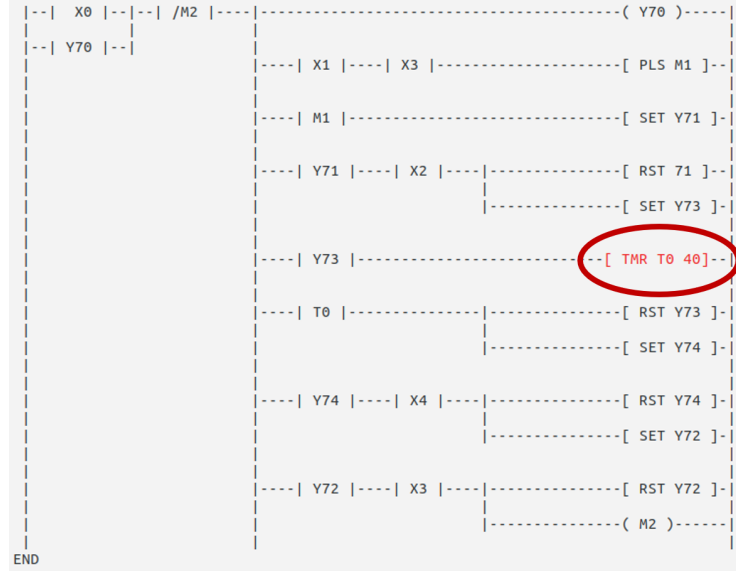 |--| X0 |--|--| /M2 |----|-----------------------------------------( Y70 )-----|
|--| Y70 |--|
|----| X1 |----| X3 |---------------------[ PLS M1 ]--|
|----| M1 |-------------------------------[ SET Y71 ]-|
|----| Y71 |----| X2 |----|---------------[ RST 71 ]--|
|---------------[ SET Y73 ]-|
|----| Y73 |----------------------------[ TMR T0 40]--|
|----| T0 |---------------|---------------[ RST Y73 ]-|
|---------------[ SET Y74 ]-|
|----| Y74 |----| X4 |----|---------------[ RST Y74 ]-|
|---------------[ SET Y72 ]-|
|----| Y72 |----| X3 |----|---------------[ RST Y72 ]-|
|---------------( M2 )------|
END